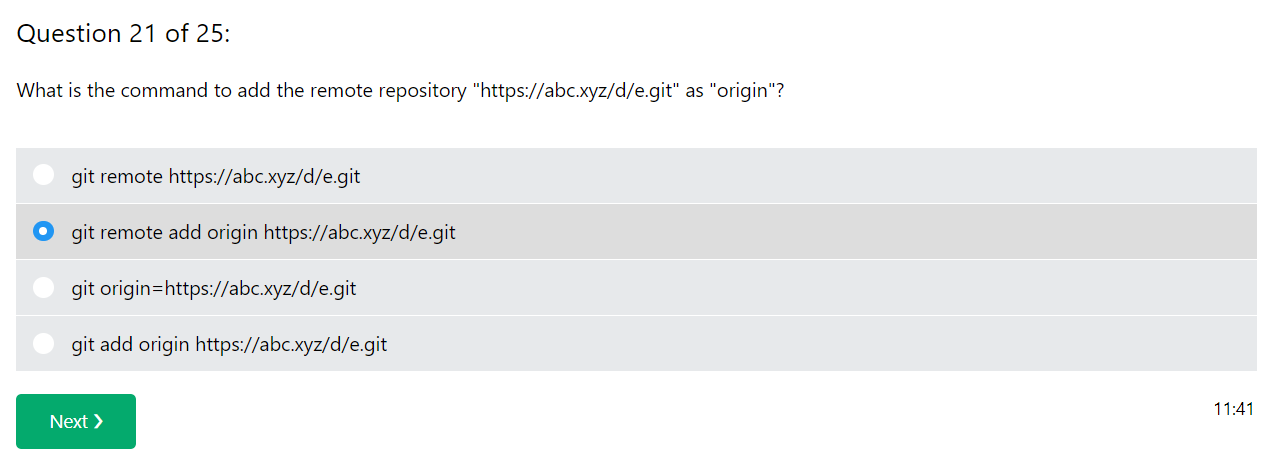 Question 21 of 25:
What is the command to add the remote repository "https://abc.xyz/d/e.git" as "origin"?
git remote https://abc.xyz/d/e.git
git remote add origin https://abc.xyz/d/e.git
git origin=https://abc.xyz/d/e.git
git add origin https://abc.xyz/d/e.git
Next ❯
11:41